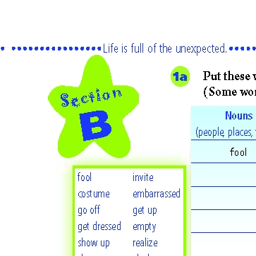 Life is full of the unexpected.
Section
B
1a Put these
(Some
Nouns
(people, places,
fool
fool invite
costume embarrassed
go off get up
get dressed empty
show up realize